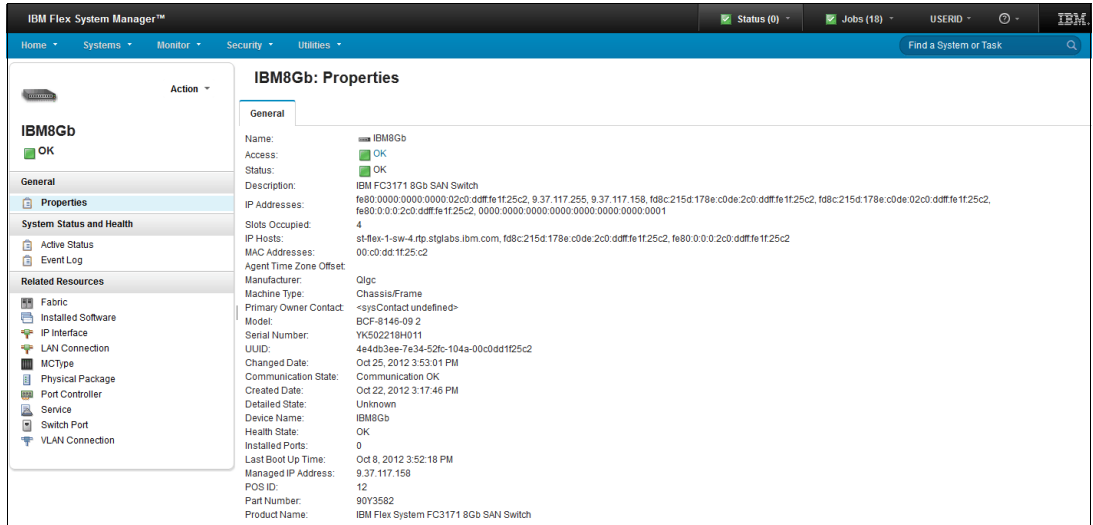 IBM Flex System Manager™
Status (0)
Jobs (18)
USERID
?
IBM.
Home
Systems
Monitor
Security
Utilities
Find a System or Task
Action
IBM8Gb
OK
General
Properties
System Status and Health
Active Status
Event Log
Related Resources
Fabric
Installed Software
IP Interface
LAN Connection
MCType
Physical Package
Port Controller
Service
Switch Port
VLAN Connection
IBM8Gb: Properties
General
Name: IBM8Gb
Access: OK
Status: OK
Description: IBM FC3171 8Gb SAN Switch
IP Addresses: fe80:0000:0000:0000:02c0:ddff:fe1f:25c2, 9.37.117.255, 9.37.117.158, fd8c:215d:178e:c0de:2c0:ddff:fe1f:25c2, fd8c:215d:178e:c0de:02c0:ddff:fe1f:25c2,
fe80:0:0:0:2c0:ddff:fe1f:25c2, 0000:0000:0000:0000:0000:0000:0000:0001
Slots Occupied: 4
IP Hosts: st-flex-1-sw-4.rtp.stglabs.ibm.com, fd8c:215d:178e:c0de:2c0:ddff:fe1f:25c2, fe80:0:0:0:2c0:ddff:fe1f:25c2
MAC Addresses: 00:c0:dd:1f:25:c2
Agent Time Zone Offset:
Manufacturer: Qlgc
Machine Type: Chassis/Frame
Primary Owner Contact: <sysContact undefined>
Model: BCF-8146-09 2
Serial Number: YK502218H011
UUID: 4e4db3ee-7e34-52fc-104a-00c0dd1f25c2
Changed Date: Oct 25, 2012 3:53:01 PM
Communication State: Communication OK
Created Date: Oct 22, 2012 3:17:46 PM
Detailed State: Unknown
Device Name: IBM8Gb
Health State: OK
Installed Ports: 0
Last Boot Up Time: Oct 8, 2012 3:52:18 PM
Managed IP Address: 9.37.117.158
POS ID: 12
Part Number: 90Y3582
Product Name: IBM Flex System FC3171 8Gb SAN Switch